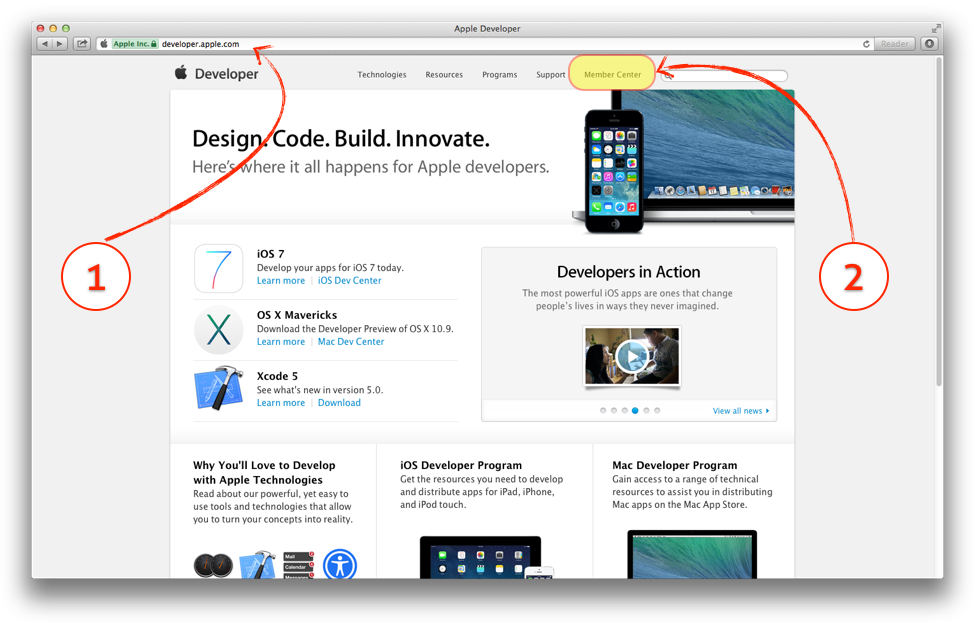 Apple Developer
Apple Inc. developer.apple.com
Reader
Developer
Technologies Resources Programs Support Member Center
Design. Code. Build. Innovate.
Here's where it all happens for Apple developers.
1
2
iOS 7
Develop your apps for iOS 7 today.
Learn more | iOS Dev Center
OS X Mavericks
Download the Developer Preview of OS X 10.9.
Learn more | Mac Dev Center
Xcode 5
See what's new in version 5.0.
Learn more | Download
Developers in Action
The most powerful iOS apps are ones that change
people's lives in ways they never imagined.
View all news
Why You'll Love to Develop
with Apple Technologies
Read about our powerful, yet easy to
use tools and technologies that allow
you to turn your concepts into reality.
Mail
Calendar
Messages
iOS Developer Program
Get the resources you need to develop
and distribute apps for iPad, iPhone,
and iPod touch.
Mac Developer Program
Gain access to a range of technical
resources to assist you in distributing
Mac apps on the Mac App Store.